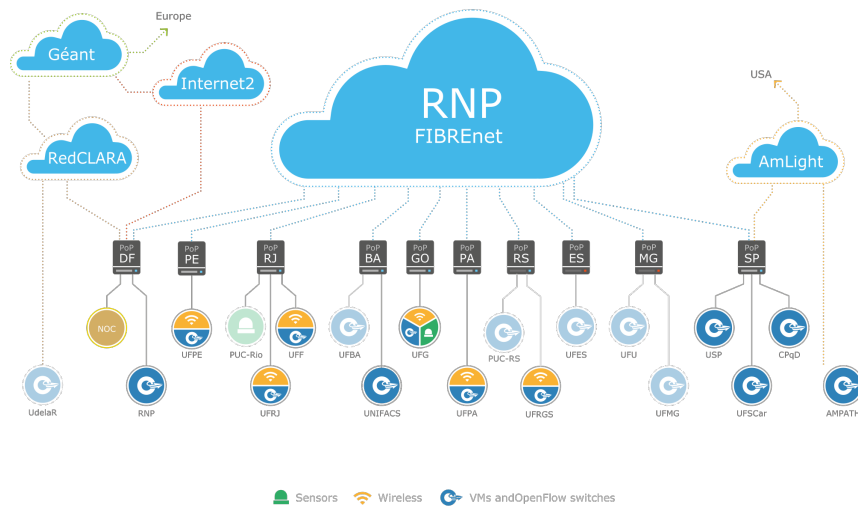 Europe
Géant
Internet2
RNP
FIBREnet
USA
RedCLARA
AmLight
PoP
DF
PoP
PE
PoP
RJ
PoP
BA
PoP
GO
PoP
PA
PoP
RS
PoP
ES
PoP
MG
PoP
SP
NOC
UFPE
PUC-Rio
UFF
UFBA
UFG
PUC-RS
UFES
UFU
USP
CPqD
UdelaR
RNP
UFRJ
UNIFACS
UFPA
UFRGS
UFMG
UFSCar
AMPATH
Sensors
Wireless
VMs andOpenFlow switches